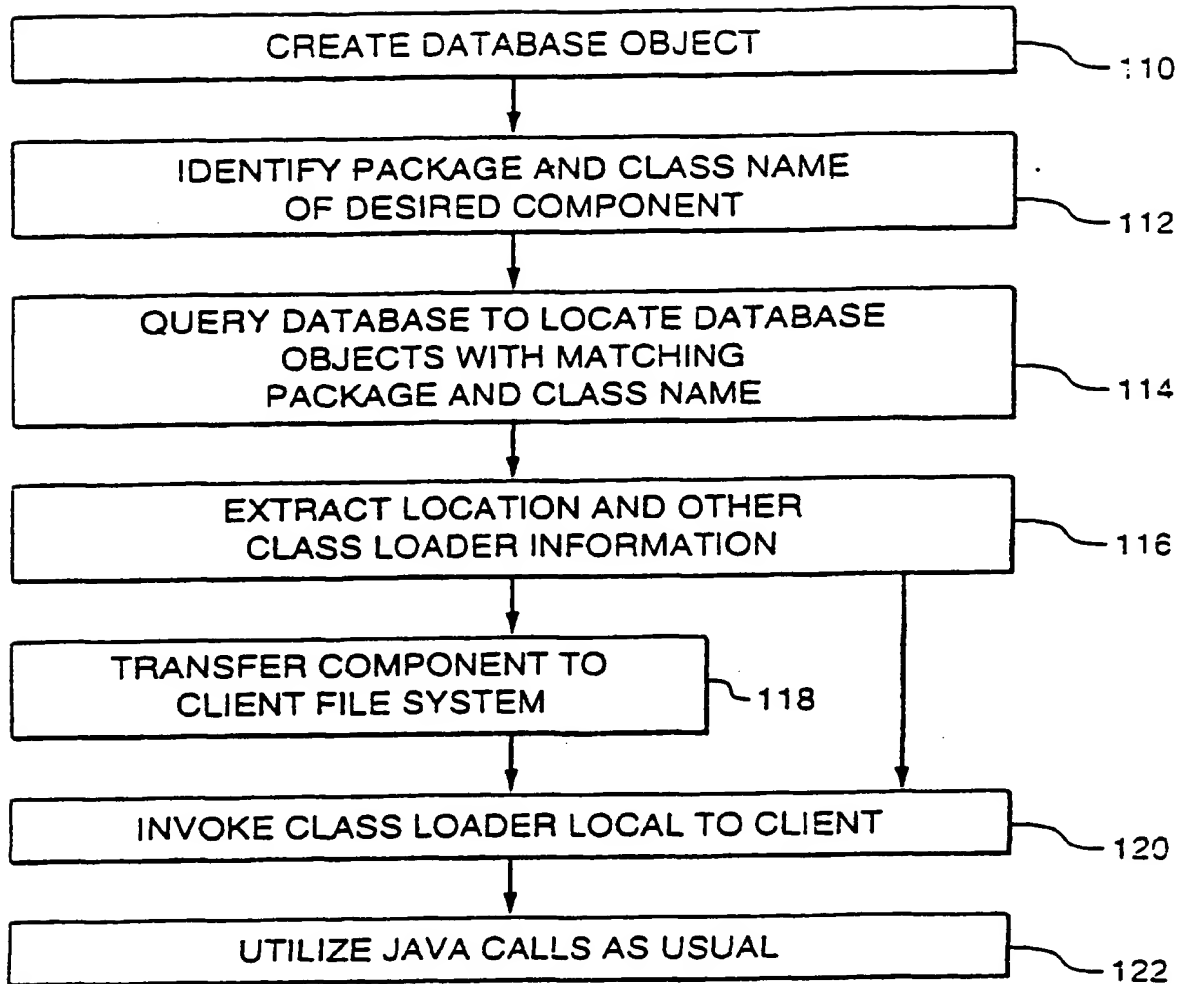 CREATE DATABASE OBJECT
110
IDENTIFY PACKAGE AND CLASS NAME
OF DESIRED COMPONENT
112
QUERY DATABASE TO LOCATE DATABASE
OBJECTS WITH MATCHING
PACKAGE AND CLASS NAME
114
EXTRACT LOCATION AND OTHER
CLASS LOADER INFORMATION
116
TRANSFER COMPONENT TO
CLIENT FILE SYSTEM
118
INVOKE CLASS LOADER LOCAL TO CLIENT
120
UTILIZE JAVA CALLS AS USUAL
122